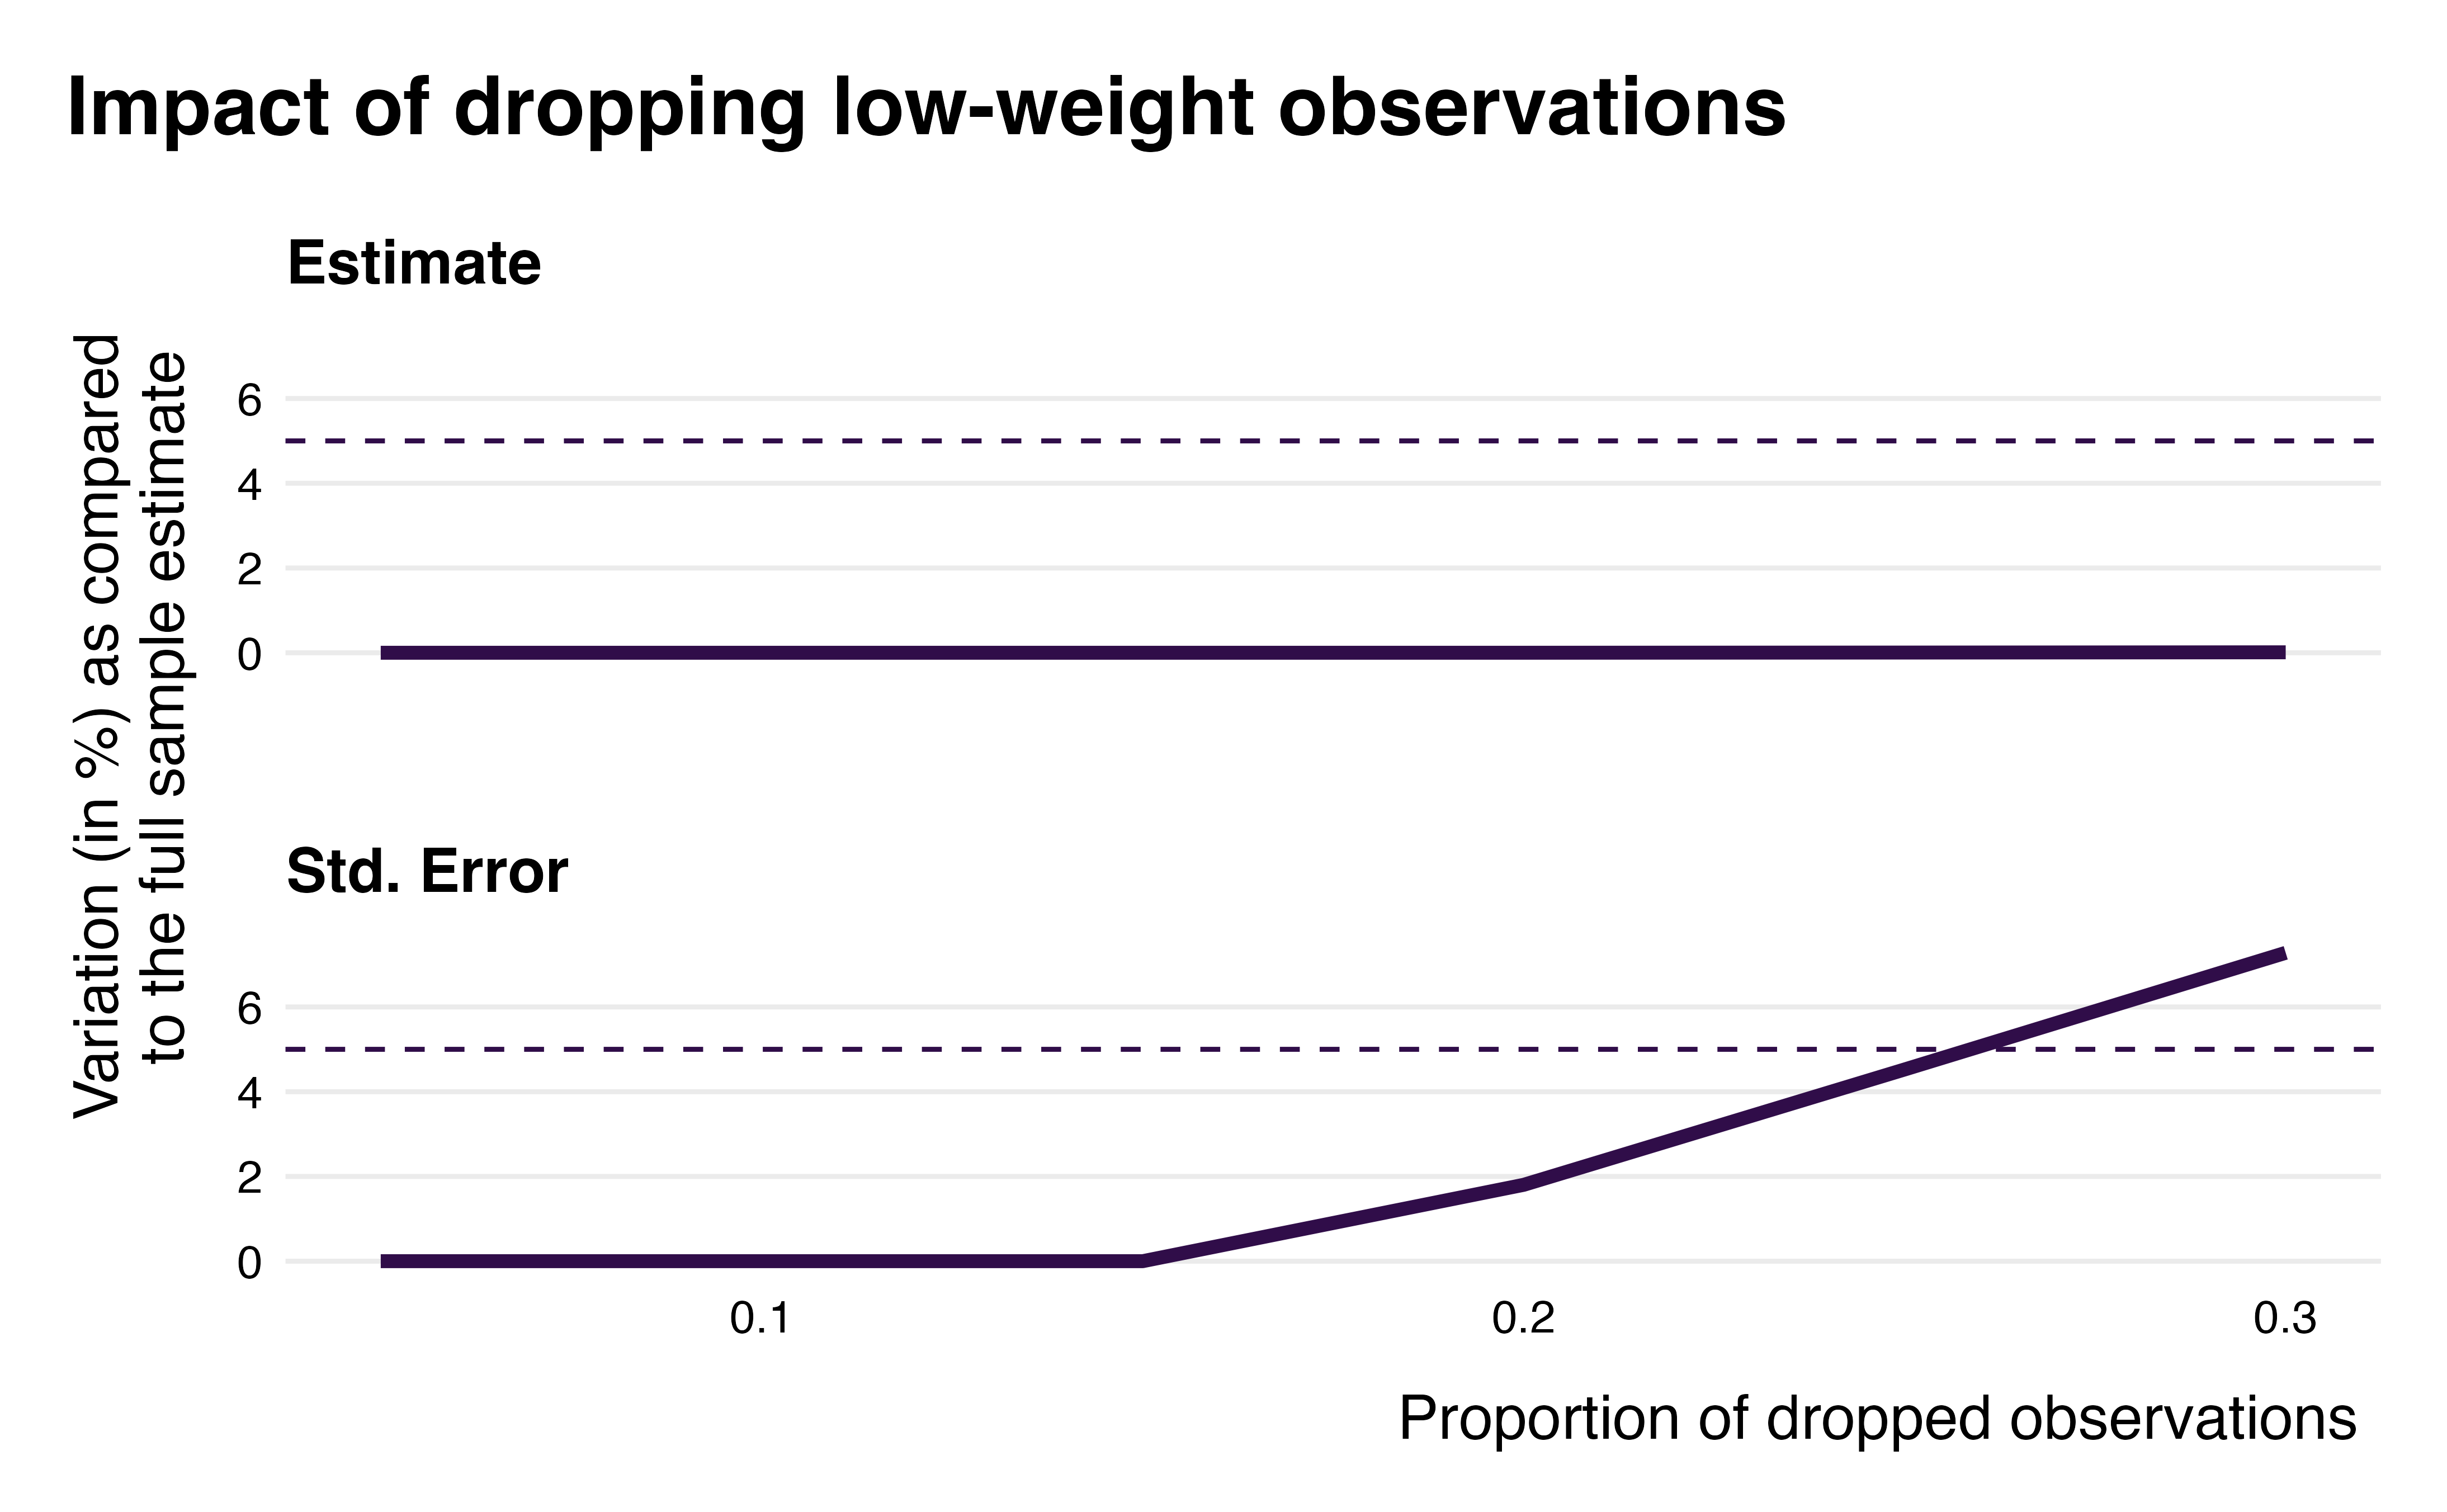 Impact of dropping low-weight observations
Variation (in %) as compared
to the full sample estimate
Estimate
6
4
2
0
Std. Error
6
4
2
0
0.1
0.2
0.3
Proportion of dropped observations